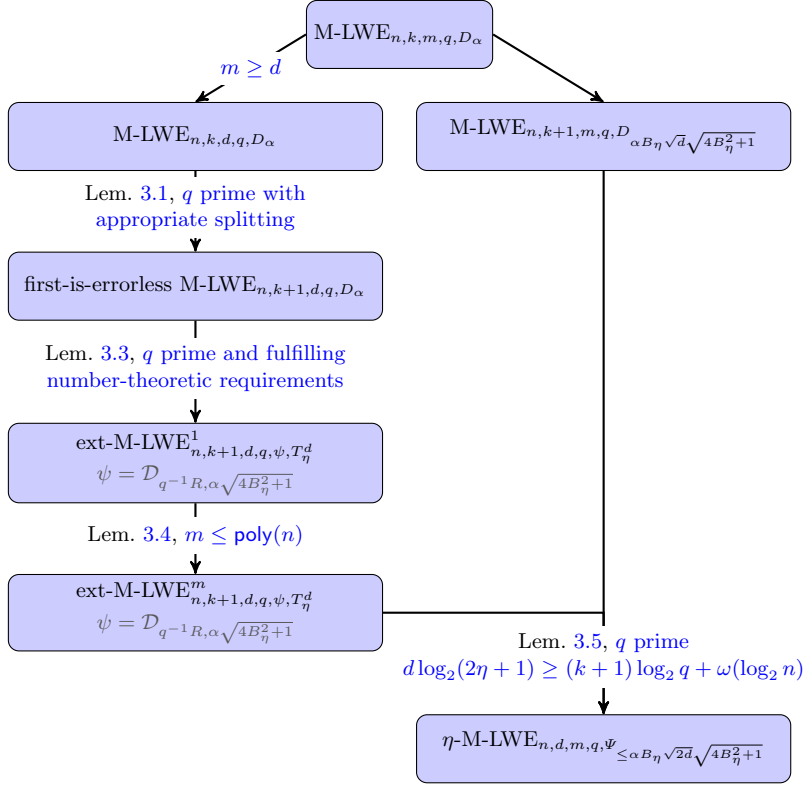 M-LWE_{n,k,m,q,D_α}
m ≥ d
M-LWE_{n,k,d,q,D_α}
M-LWE_{n,k+1,m,q,D_{αB_η√d√(4B_η^2+1)}}
Lem. 3.1, q prime with
appropriate splitting
first-is-errorless M-LWE_{n,k+1,d,q,D_α}
Lem. 3.3, q prime and fulfilling
number-theoretic requirements
ext-M-LWE^1_{n,k+1,d,q,ψ,T_η^d}
ψ = 𝒟_{q^{-1}R,α√(4B_η^2+1)}
Lem. 3.4, m ≤ poly(n)
ext-M-LWE^m_{n,k+1,d,q,ψ,T_η^d}
ψ = 𝒟_{q^{-1}R,α√(4B_η^2+1)}
Lem. 3.5, q prime
d log_2(2η + 1) ≥ (k + 1) log_2 q + ω(log_2 n)
η-M-LWE_{n,d,m,q,Ψ_{≤αB_η√(2d)√(4B_η^2+1)}}